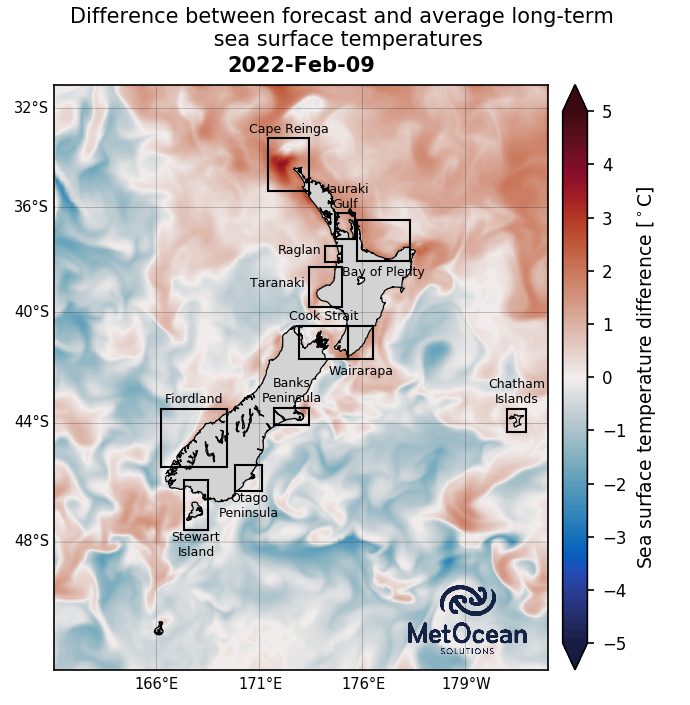 Difference between forecast and average long-term
sea surface temperatures
2022-Feb-09
32°S
36°S
40°S
44°S
48°S
Cape Reinga
Hauraki
Gulf
Raglan
Bay of Plenty
Taranaki
Cook Strait
Wairarapa
Banks
Peninsula
Chatham
Islands
Fiordland
Otago
Peninsula
Stewart
Island
MetOcean
SOLUTIONS
166°E
171°E
176°E
179°W
5
4
3
2
1
0
−1
−2
−3
−4
−5
Sea surface temperature difference [°C]